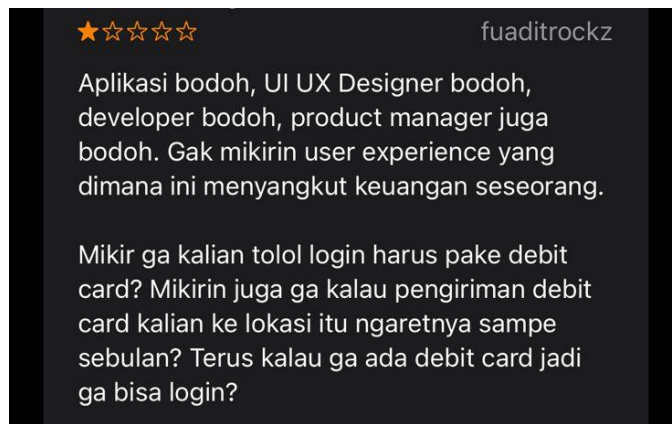 fuaditrockz
Aplikasi bodoh, UI UX Designer bodoh,
developer bodoh, product manager juga
bodoh. Gak mikirin user experience yang
dimana ini menyangkut keuangan seseorang.
Mikir ga kalian tolol login harus pake debit
card? Mikirin juga ga kalau pengiriman debit
card kalian ke lokasi itu ngaretnya sampe
sebulan? Terus kalau ga ada debit card jadi
ga bisa login?